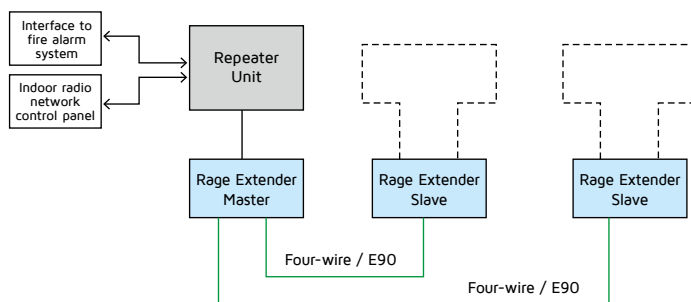 Interface to
fire alarm
system
Repeater
Unit
Indoor radio
network
control panel
Rage Extender
Master
Rage Extender
Slave
Rage Extender
Slave
Four-wire / E90
Four-wire / E90